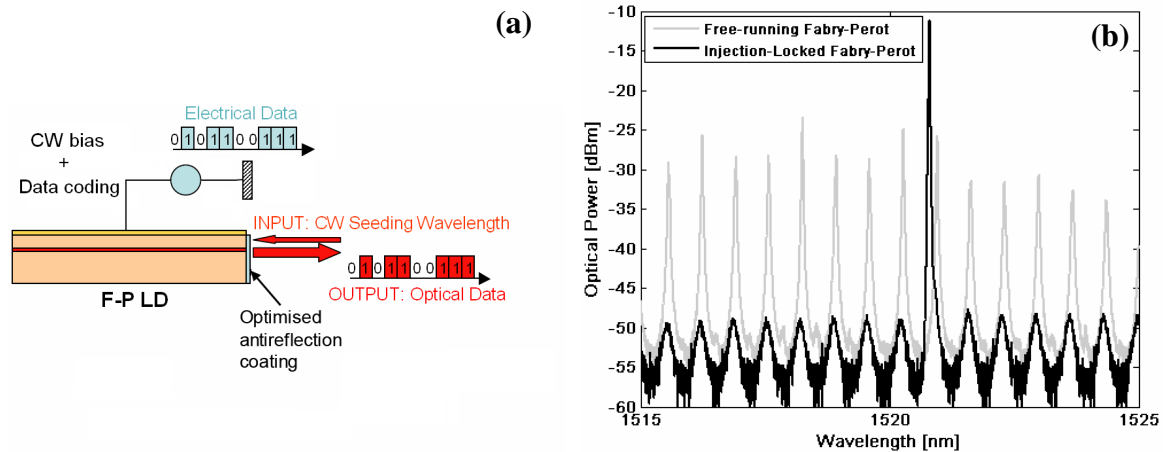 (a)
Electrical Data
0 1 0 1 1 0 0 1 1 1
CW bias
+
Data coding
INPUT: CW Seeding Wavelength
0 1 0 1 1 0 0 1 1 1
OUTPUT: Optical Data
F-P LD
Optimised
antireflection
coating
(b)
Free-running Fabry-Perot
Injection-Locked Fabry-Perot
Optical Power [dBm]
-10
-15
-20
-25
-30
-35
-40
-45
-50
-55
-60
1515
1520
1525
Wavelength [nm]